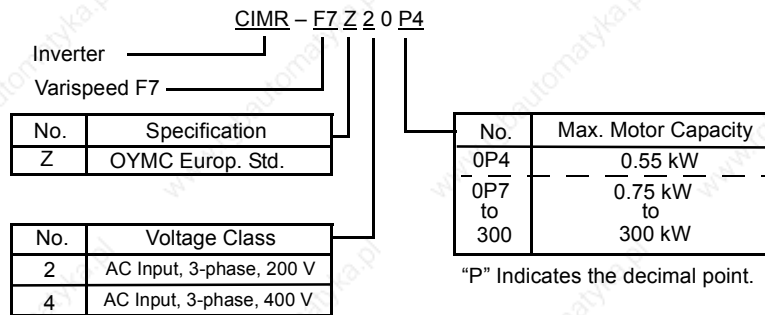 CIMR – F7 Z 2 0 P4
Inverter
Varispeed F7
No. Specification
Z OYMC Europ. Std.
No. Voltage Class
2 AC Input, 3-phase, 200 V
4 AC Input, 3-phase, 400 V
No. Max. Motor Capacity
0P4 0.55 kW
0P7 0.75 kW
to to
300 300 kW
“P” Indicates the decimal point.